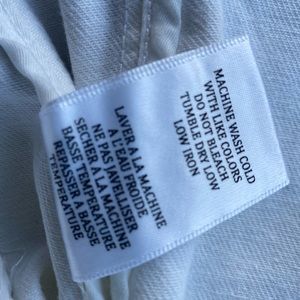 MACHINE WASH COLD
WITH LIKE COLORS
DO NOT BLEACH
TUMBLE DRY LOW
LOW IRON
LAVER A LA MACHINE
A L'EAU FROIDE
NE PAS JAVELLISER
SECHER A LA MACHINE
BASSE TEMPERATURE
REPASSER A BASSE
TEMPERATURE